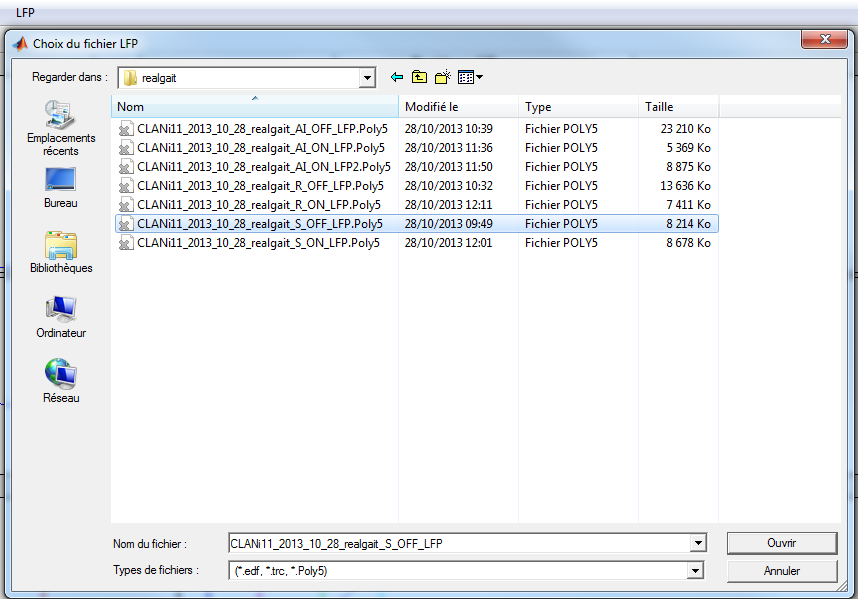 LFP
Choix du fichier LFP
Regarder dans : realgait
Nom Modifié le Type Taille
CLANi11_2013_10_28_realgait_AI_OFF_LFP.Poly5 28/10/2013 10:39 Fichier POLY5 23 210 Ko
CLANi11_2013_10_28_realgait_AI_ON_LFP.Poly5 28/10/2013 11:36 Fichier POLY5 5 369 Ko
CLANi11_2013_10_28_realgait_AI_ON_LFP2.Poly5 28/10/2013 11:50 Fichier POLY5 8 875 Ko
CLANi11_2013_10_28_realgait_R_OFF_LFP.Poly5 28/10/2013 10:32 Fichier POLY5 13 636 Ko
CLANi11_2013_10_28_realgait_R_ON_LFP.Poly5 28/10/2013 12:11 Fichier POLY5 7 411 Ko
CLANi11_2013_10_28_realgait_S_OFF_LFP.Poly5 28/10/2013 09:49 Fichier POLY5 8 214 Ko
CLANi11_2013_10_28_realgait_S_ON_LFP.Poly5 28/10/2013 12:01 Fichier POLY5 8 678 Ko
Emplacements
récents
Bureau
Bibliothèques
Ordinateur
Réseau
Nom du fichier : CLANi11_2013_10_28_realgait_S_OFF_LFP Ouvrir
Types de fichiers : (*.edf, *.trc, *.Poly5) Annuler